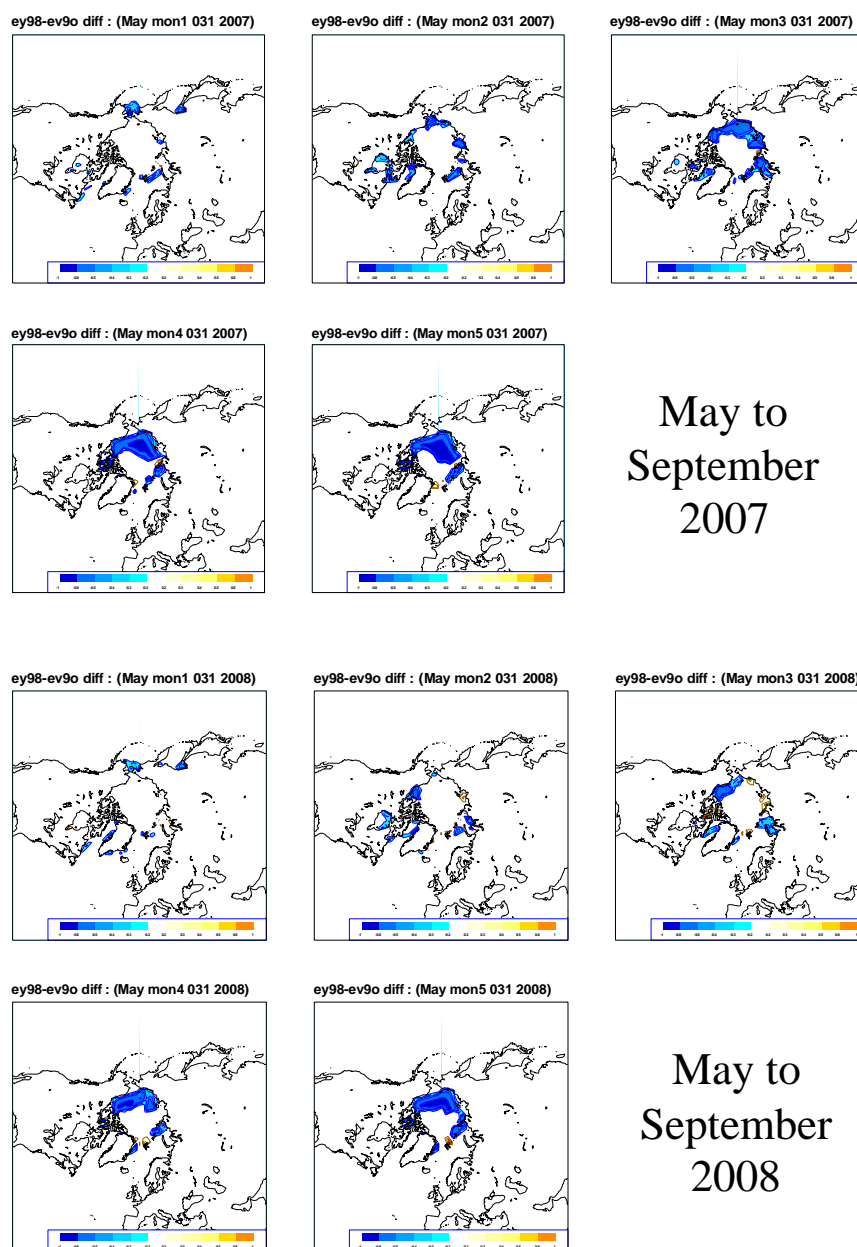 ey98-ev9o diff : (May mon1 031 2007)
ey98-ev9o diff : (May mon2 031 2007)
ey98-ev9o diff : (May mon3 031 2007)
ey98-ev9o diff : (May mon4 031 2007)
ey98-ev9o diff : (May mon5 031 2007)
May to
September
2007
ey98-ev9o diff : (May mon1 031 2008)
ey98-ev9o diff : (May mon2 031 2008)
ey98-ev9o diff : (May mon3 031 2008)
ey98-ev9o diff : (May mon4 031 2008)
ey98-ev9o diff : (May mon5 031 2008)
May to
September
2008